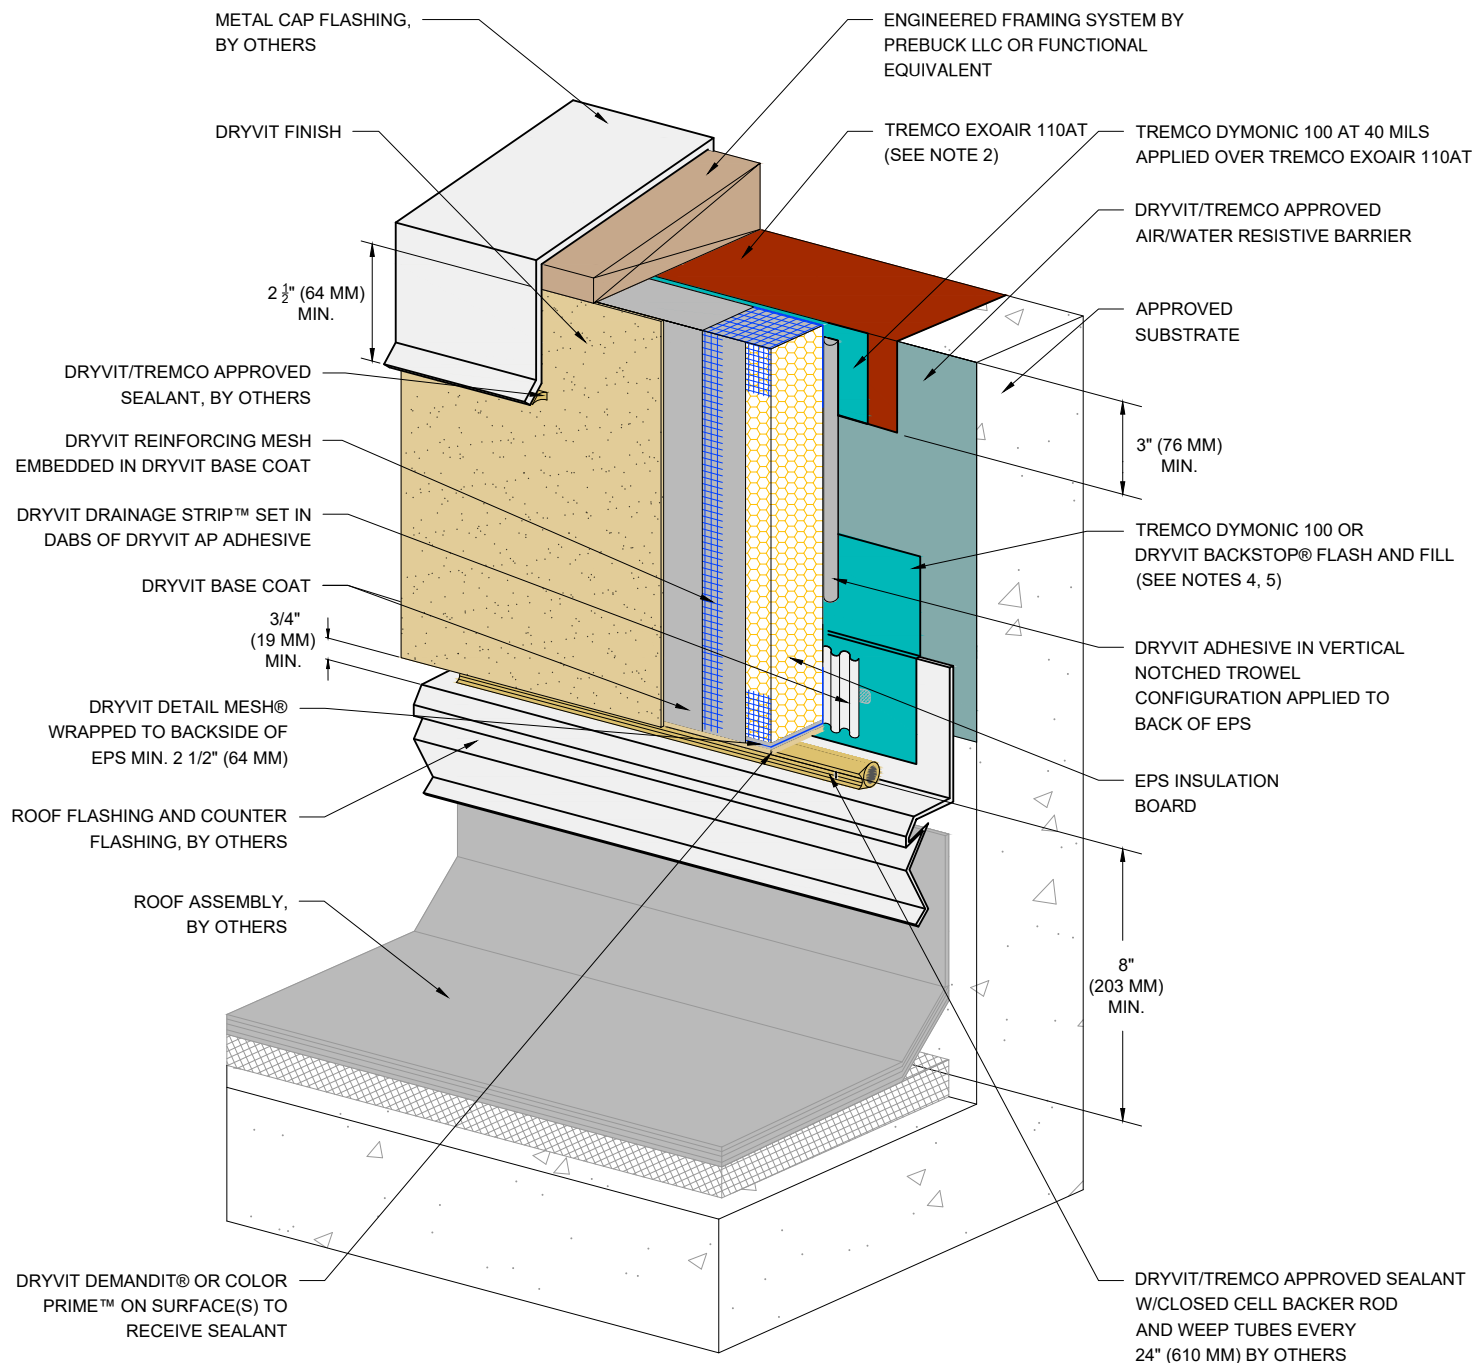 METAL CAP FLASHING,
BY OTHERS
DRYVIT FINISH
2 1/2" (64 MM)
MIN.
DRYVIT/TREMCO APPROVED
SEALANT, BY OTHERS
DRYVIT REINFORCING MESH
EMBEDDED IN DRYVIT BASE COAT
DRYVIT DRAINAGE STRIP™ SET IN
DABS OF DRYVIT AP ADHESIVE
DRYVIT BASE COAT
3/4"
(19 MM)
MIN.
DRYVIT DETAIL MESH®
WRAPPED TO BACKSIDE OF
EPS MIN. 2 1/2" (64 MM)
ROOF FLASHING AND COUNTER
FLASHING, BY OTHERS
ROOF ASSEMBLY,
BY OTHERS
DRYVIT DEMANDIT® OR COLOR
PRIME™ ON SURFACE(S) TO
RECEIVE SEALANT
ENGINEERED FRAMING SYSTEM BY
PREBUCK LLC OR FUNCTIONAL
EQUIVALENT
TREMCO EXOAIR 110AT
(SEE NOTE 2)
TREMCO DYMONIC 100 AT 40 MILS
APPLIED OVER TREMCO EXOAIR 110AT
DRYVIT/TREMCO APPROVED
AIR/WATER RESISTIVE BARRIER
APPROVED
SUBSTRATE
3" (76 MM)
MIN.
TREMCO DYMONIC 100 OR
DRYVIT BACKSTOP® FLASH AND FILL
(SEE NOTES 4, 5)
DRYVIT ADHESIVE IN VERTICAL
NOTCHED TROWEL
CONFIGURATION APPLIED TO
BACK OF EPS
EPS INSULATION
BOARD
8"
(203 MM)
MIN.
DRYVIT/TREMCO APPROVED SEALANT
W/CLOSED CELL BACKER ROD
AND WEEP TUBES EVERY
24" (610 MM) BY OTHERS